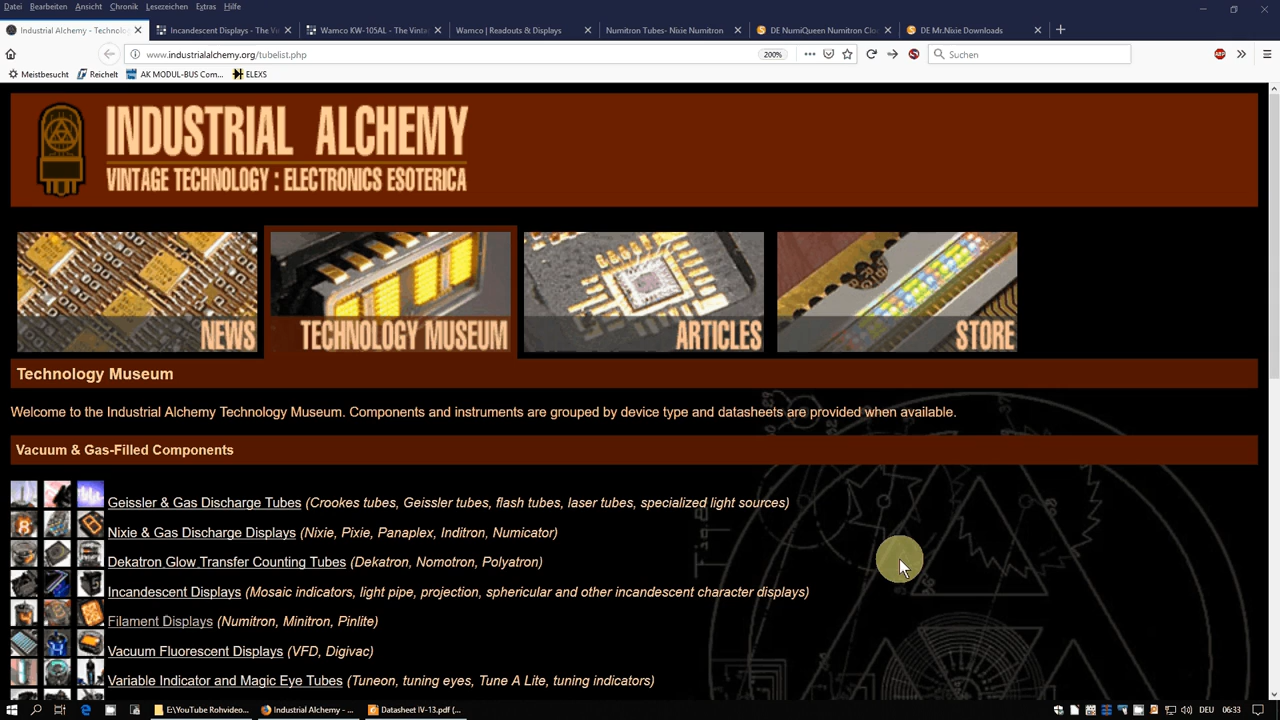 Datei Bearbeiten Ansicht Chronik Lesezeichen Extras Hilfe
Industrial Alchemy - Technolo
Incandescent Displays - The Vi
Wamco KW-105AL - The Vinta
Wamco | Readouts & Displays
Numitron Tubes- Nixie Numitron
DE NumiQueen Numitron Clo
DE Mr.Nixie Downloads
www.industrialalchemy.org/tubelist.php
200%
Suchen
Meistbesucht Reichelt AK MODUL-BUS Com... ELEXS
INDUSTRIAL ALCHEMY
VINTAGE TECHNOLOGY : ELECTRONICS ESOTERICA
NEWS
TECHNOLOGY MUSEUM
ARTICLES
STORE
Technology Museum
Welcome to the Industrial Alchemy Technology Museum. Components and instruments are grouped by device type and datasheets are provided when available.
Vacuum & Gas-Filled Components
Geissler & Gas Discharge Tubes (Crookes tubes, Geissler tubes, flash tubes, laser tubes, specialized light sources)
Nixie & Gas Discharge Displays (Nixie, Pixie, Panaplex, Inditron, Numicator)
Dekatron Glow Transfer Counting Tubes (Dekatron, Nomotron, Polyatron)
Incandescent Displays (Mosaic indicators, light pipe, projection, sphericular and other incandescent character displays)
Filament Displays (Numitron, Minitron, Pinlite)
Vacuum Fluorescent Displays (VFD, Digivac)
Variable Indicator and Magic Eye Tubes (Tuneon, tuning eyes, Tune A Lite, tuning indicators)
E:\YouTube Rohvideo...
Industrial Alchemy - ...
Datasheet IV-13.pdf (...
DEU
06:33